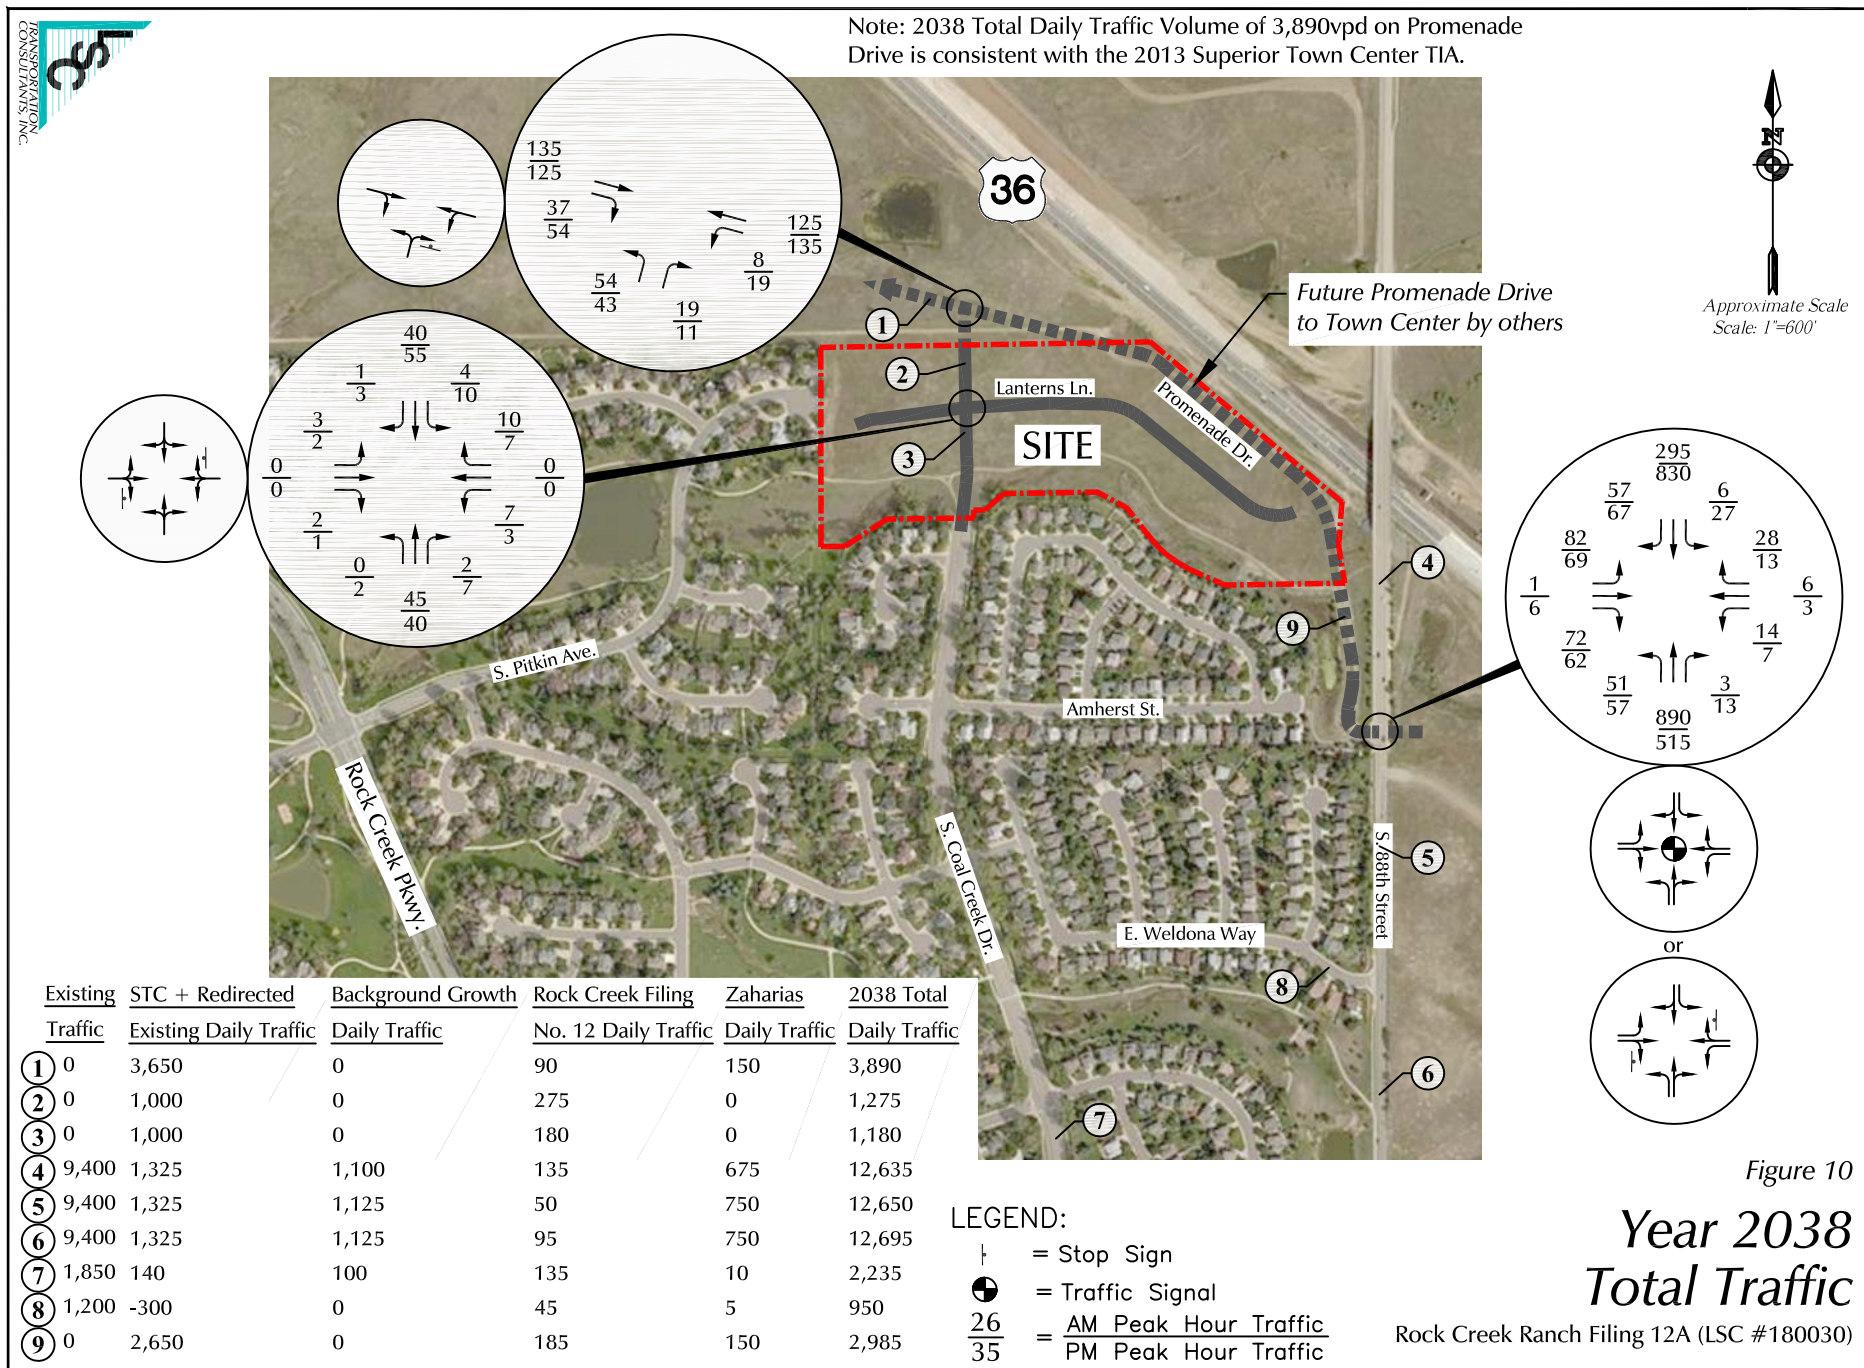 LSC
TRANSPORTATION
CONSULTANTS, INC.
Note: 2038 Total Daily Traffic Volume of 3,890vpd on Promenade
Drive is consistent with the 2013 Superior Town Center TIA.
N
Approximate Scale
Scale: 1"=600'
135
125
37
54
54
43
19
11
8
19
125
135
36
Future Promenade Drive
to Town Center by others
1
2
3
4
5
6
7
8
9
Lanterns Ln.
Promenade Dr.
SITE
40
55
1
3
4
10
3
2
10
7
0
0
0
0
2
1
7
3
0
2
2
7
45
40
295
830
57
67
6
27
82
69
28
13
1
6
6
3
72
62
14
7
51
57
3
13
890
515
or
S. Pitkin Ave.
Amherst St.
Rock Creek Pkwy.
S. Coal Creek Dr.
E. Weldona Way
S. 88th Street
Existing STC + Redirected Background Growth Rock Creek Filing Zaharias 2038 Total
Traffic Existing Daily Traffic Daily Traffic No. 12 Daily Traffic Daily Traffic Daily Traffic
1 0 3,650 0 90 150 3,890
2 0 1,000 0 275 0 1,275
3 0 1,000 0 180 0 1,180
4 9,400 1,325 1,100 135 675 12,635
5 9,400 1,325 1,125 50 750 12,650
6 9,400 1,325 1,125 95 750 12,695
7 1,850 140 100 135 10 2,235
8 1,200 -300 0 45 5 950
9 0 2,650 0 185 150 2,985
LEGEND:
= Stop Sign
= Traffic Signal
26 = AM Peak Hour Traffic
35 PM Peak Hour Traffic
Figure 10
Year 2038
Total Traffic
Rock Creek Ranch Filing 12A (LSC #180030)